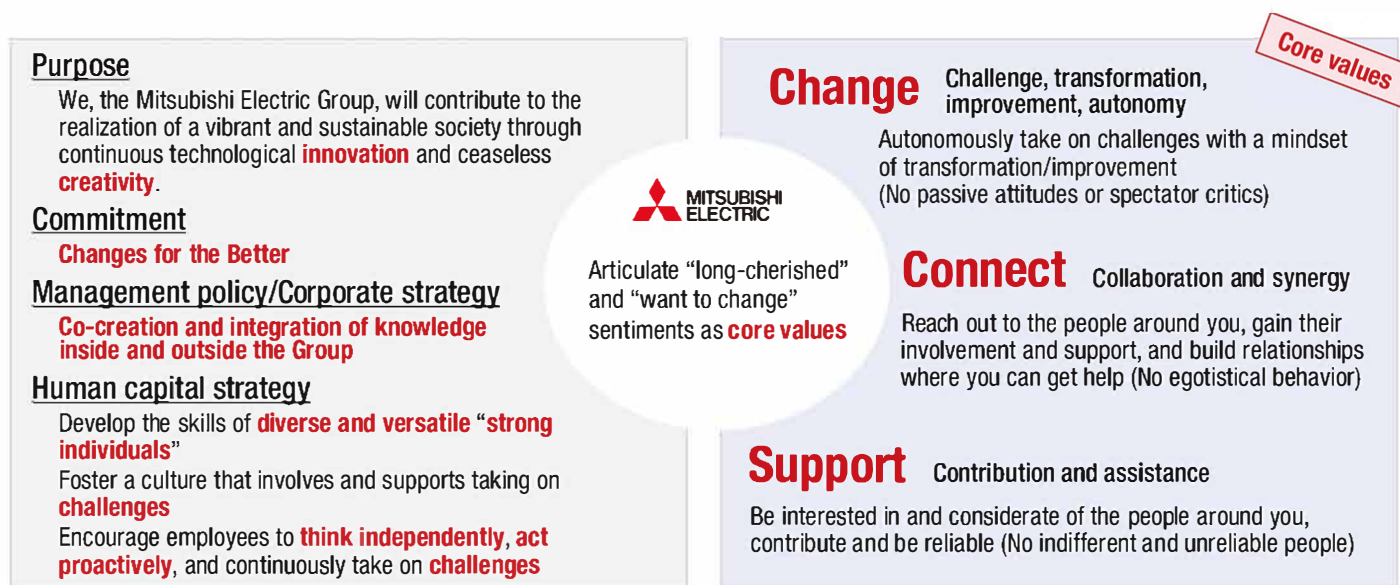 Purpose
We, the Mitsubishi Electric Group, will contribute to the
realization of a vibrant and sustainable society through
continuous technological innovation and ceaseless
creativity.
Commitment
Changes for the Better
Management policy/Corporate strategy
Co-creation and integration of knowledge
inside and outside the Group
Human capital strategy
Develop the skills of diverse and versatile “strong
individuals”
Foster a culture that involves and supports taking on
challenges
Encourage employees to think independently, act
proactively, and continuously take on challenges
MITSUBISHI
ELECTRIC
Articulate “long-cherished”
and “want to change”
sentiments as core values
Core values
Change
Challenge, transformation,
improvement, autonomy
Autonomously take on challenges with a mindset
of transformation/improvement
(No passive attitudes or spectator critics)
Connect Collaboration and synergy
Reach out to the people around you, gain their
involvement and support, and build relationships
where you can get help (No egotistical behavior)
Support Contribution and assistance
Be interested in and considerate of the people around you,
contribute and be reliable (No indifferent and unreliable people)